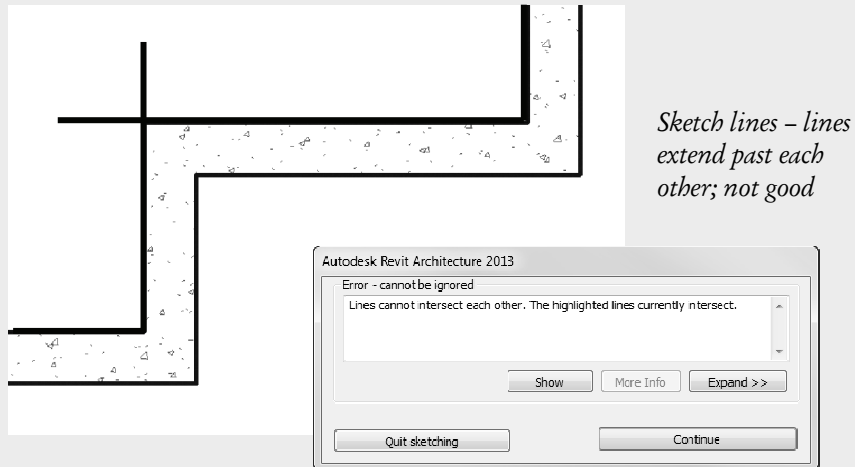 Sketch lines – lines
extend past each
other; not good
Autodesk Revit Architecture 2013
Error - cannot be ignored
Lines cannot intersect each other. The highlighted lines currently intersect.
Show
More Info
Expand >>
Quit sketching
Continue